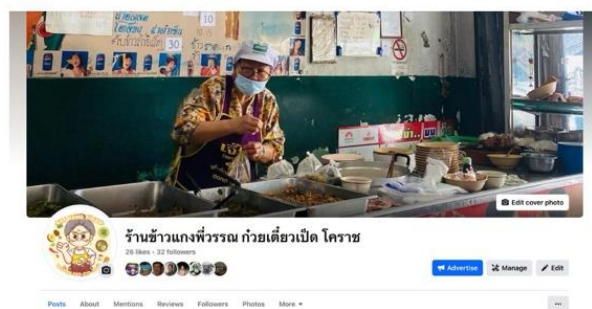 10
30
Edit cover photo
ร้านข้าวแกงพี่วรรณ ก๋วยเตี๋ยวเป็ด โคราช
26 likes • 32 followers
Advertise Manage Edit
Posts About Mentions Reviews Followers Photos More